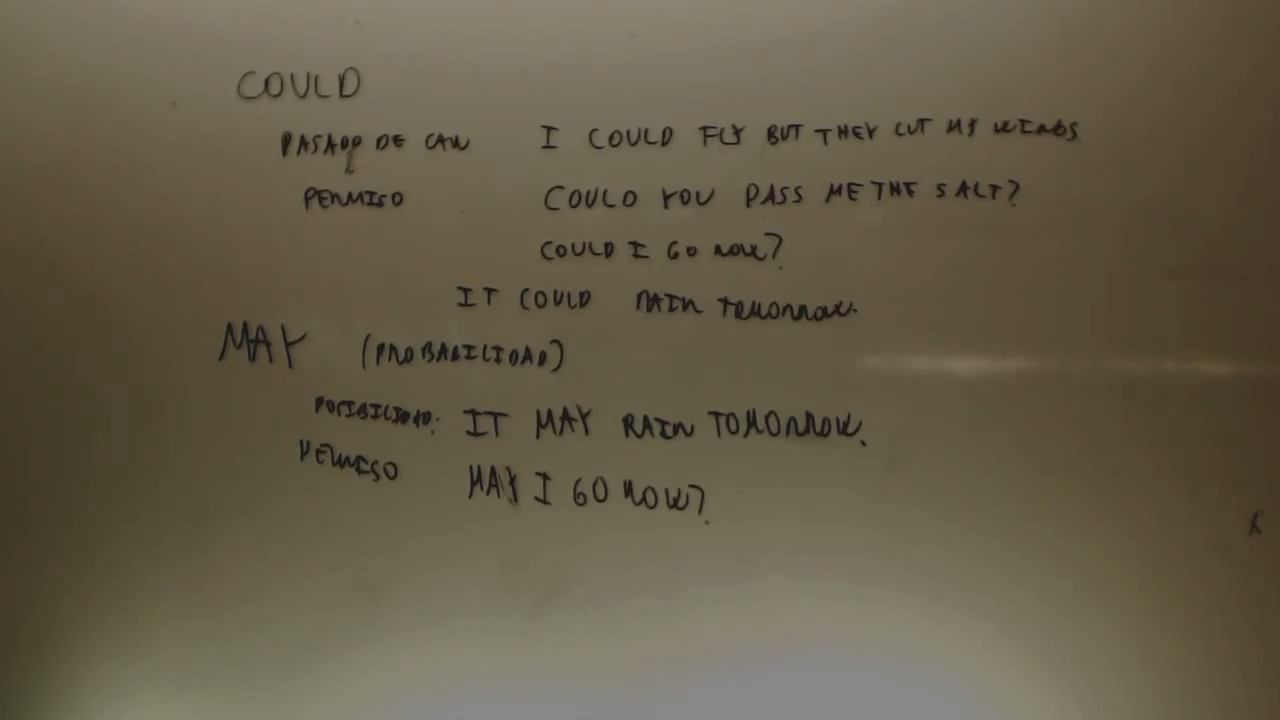 COULD
PASADO DE CAN I COULD FLY BUT THEY CUT MY WINGS
PERMISO COULD YOU PASS ME THE SALT?
COULD I GO NOW?
IT COULD RAIN TOMORROW.
MAY (PROBABILIDAD)
POSIBILIDAD: IT MAY RAIN TOMORROW.
PERMISO MAY I GO NOW?